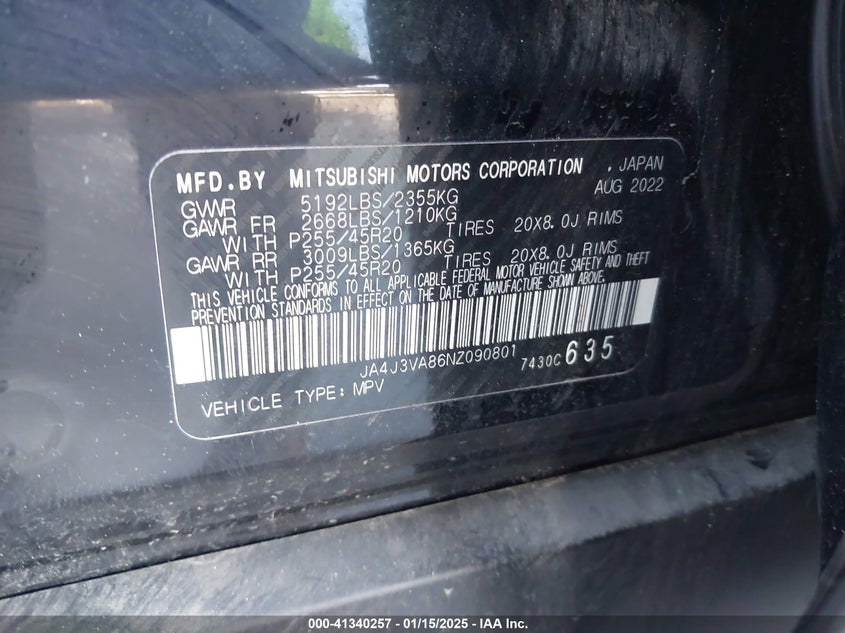 MFD.BY MITSUBISHI MOTORS CORPORATION , JAPAN
AUG 2022
GVWR 5192LBS/2355KG
GAWR FR 2668LBS/1210KG
WITH P255/45R20 TIRES 20X8.0J RIMS
GAWR RR 3009LBS/1365KG
WITH P255/45R20 TIRES 20X8.0J RIMS
THIS VEHICLE CONFORMS TO ALL APPLICABLE FEDERAL MOTOR VEHICLE SAFETY AND THEFT
PREVENTION STANDARDS IN EFFECT ON THE DATE OF MANUFACTURE SHOWN ABOVE.
JA4J3VA86NZ090801
7430C 635
VEHICLE TYPE: MPV
000-41340257 - 01/15/2025 - IAA Inc.